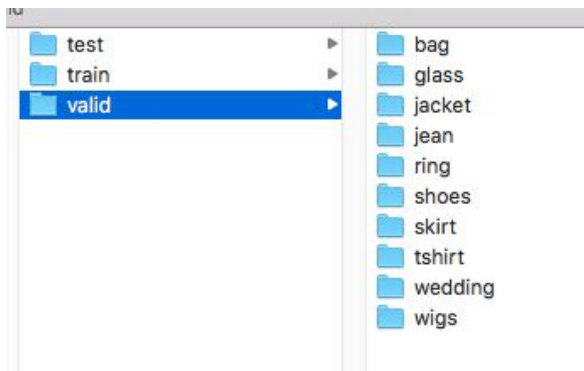 test
train
valid
bag
glass
jacket
jean
ring
shoes
skirt
tshirt
wedding
wigs